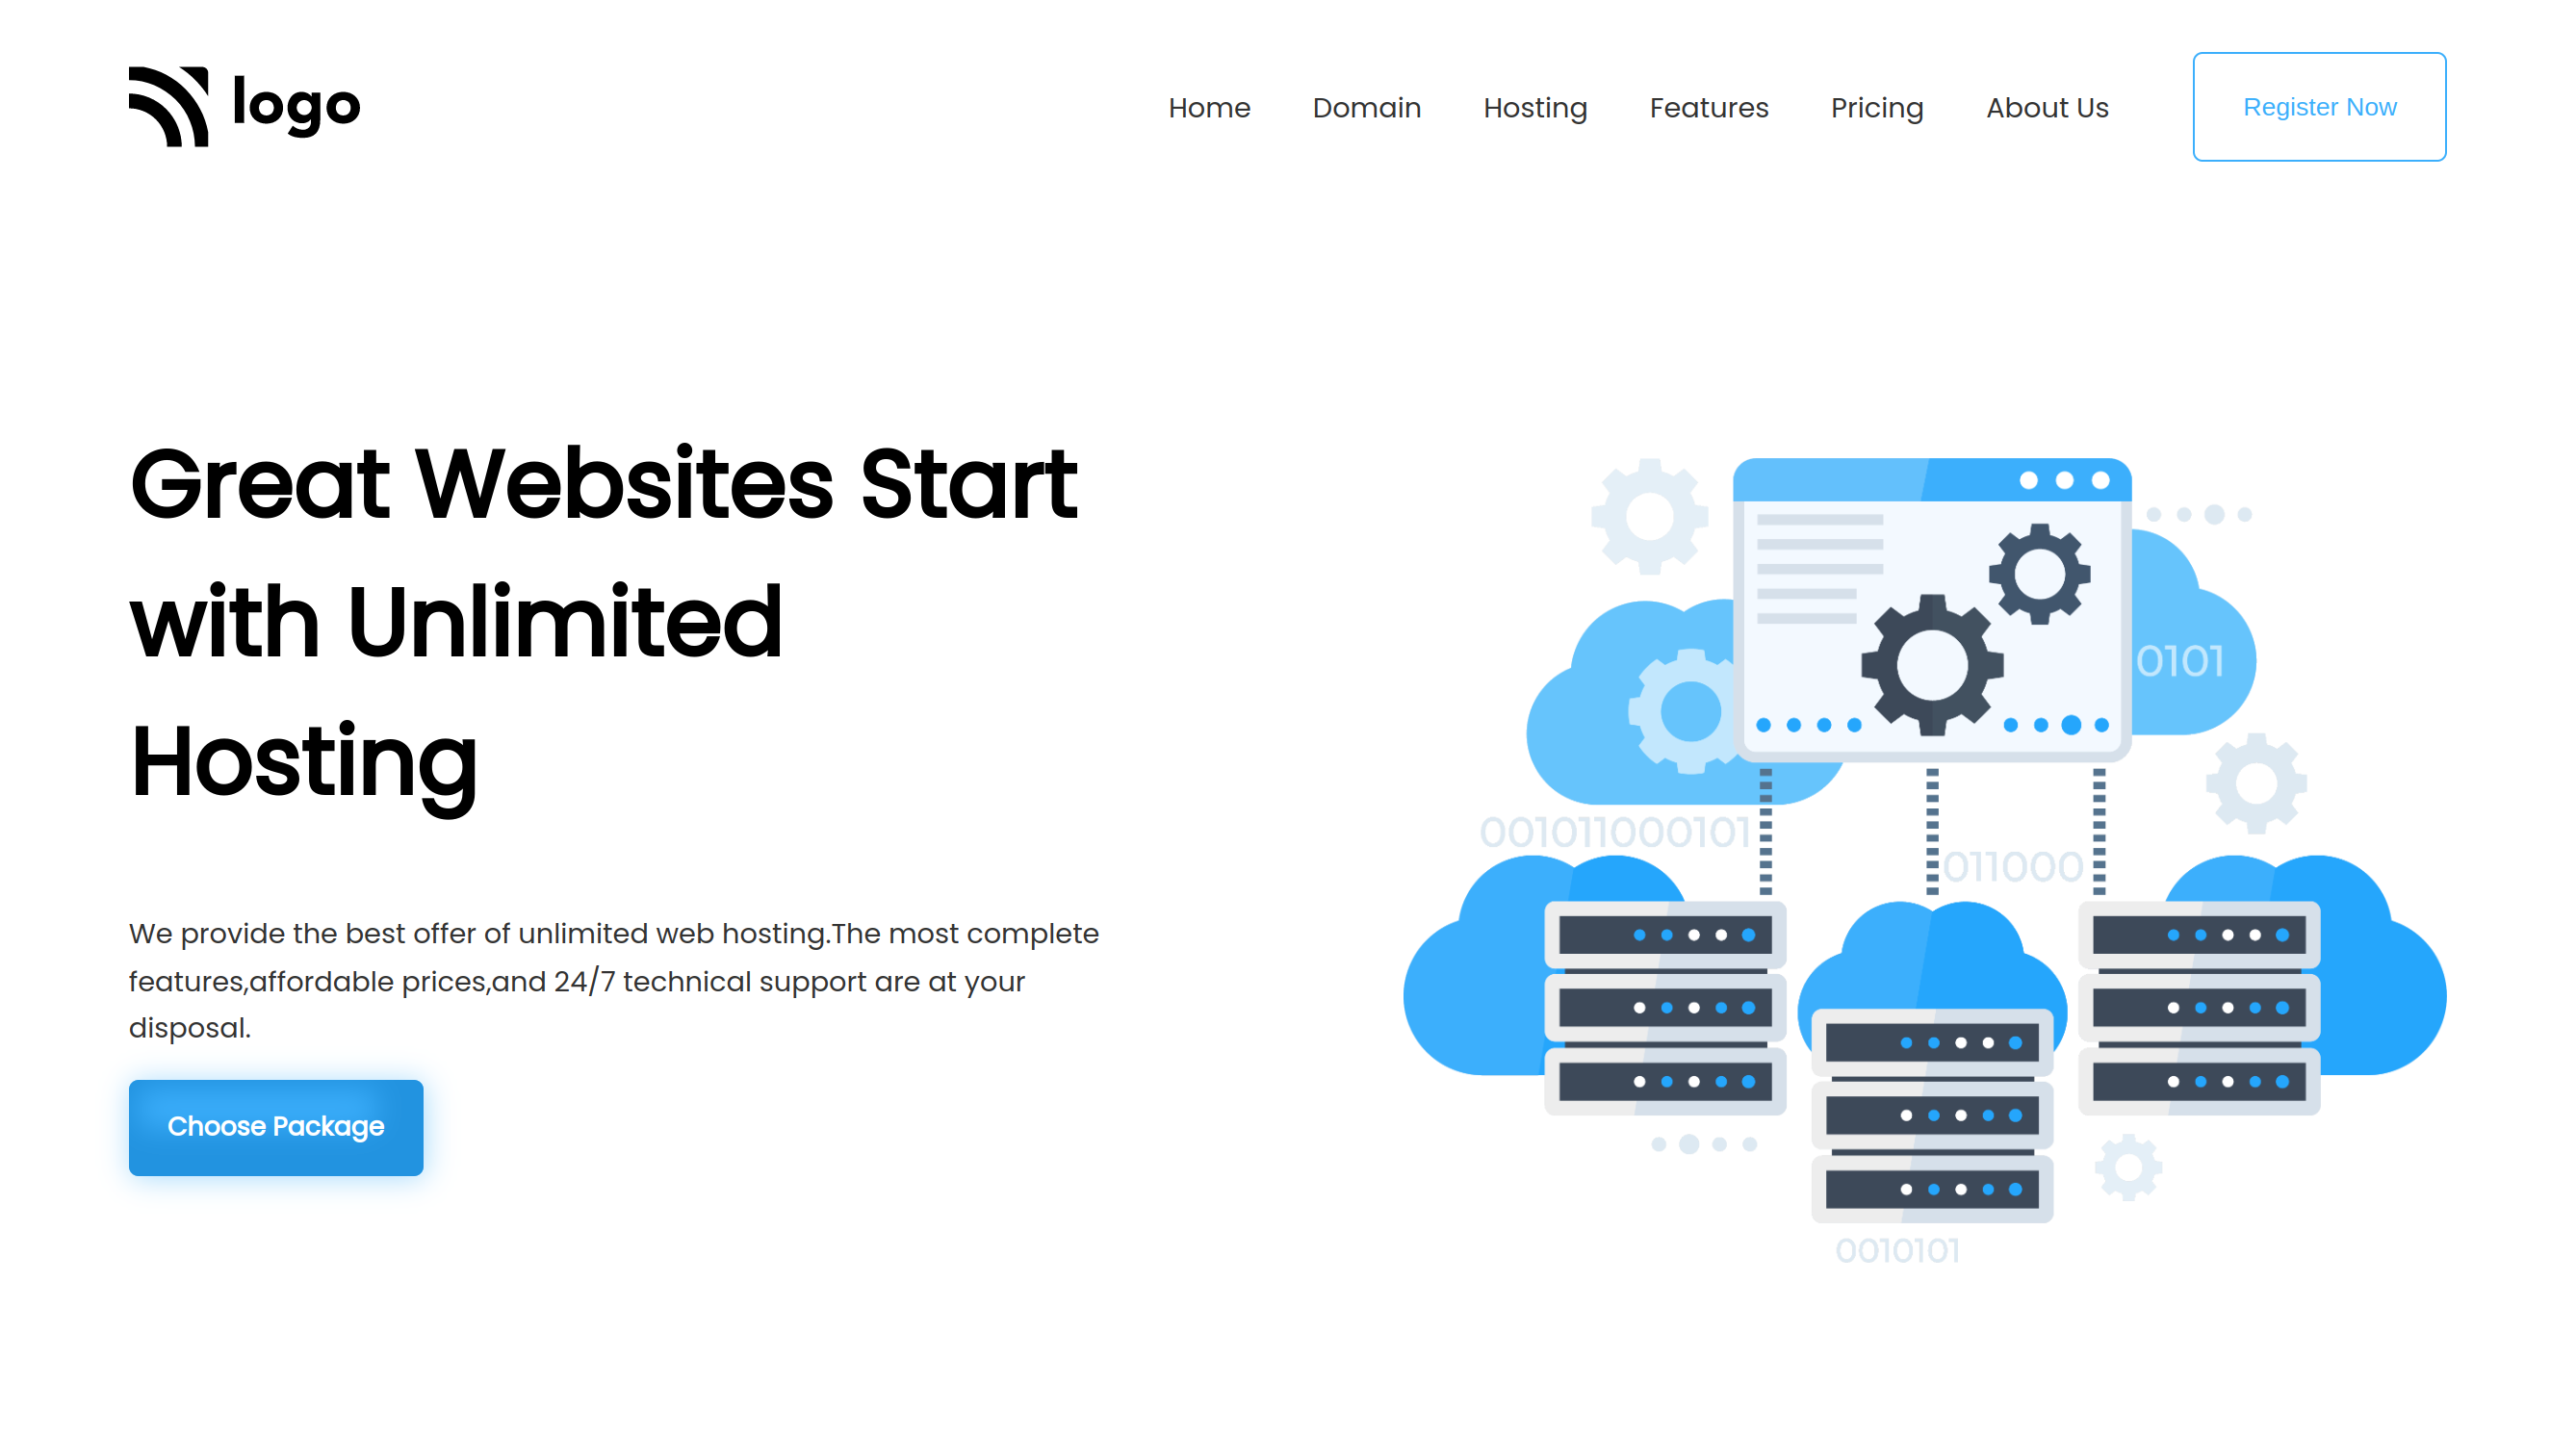 logo
Home Domain Hosting Features Pricing About Us Register Now
Great Websites Start
with Unlimited
Hosting
We provide the best offer of unlimited web hosting.The most complete
features,affordable prices,and 24/7 technical support are at your
disposal.
Choose Package
0101
001011000101
011000
0010101